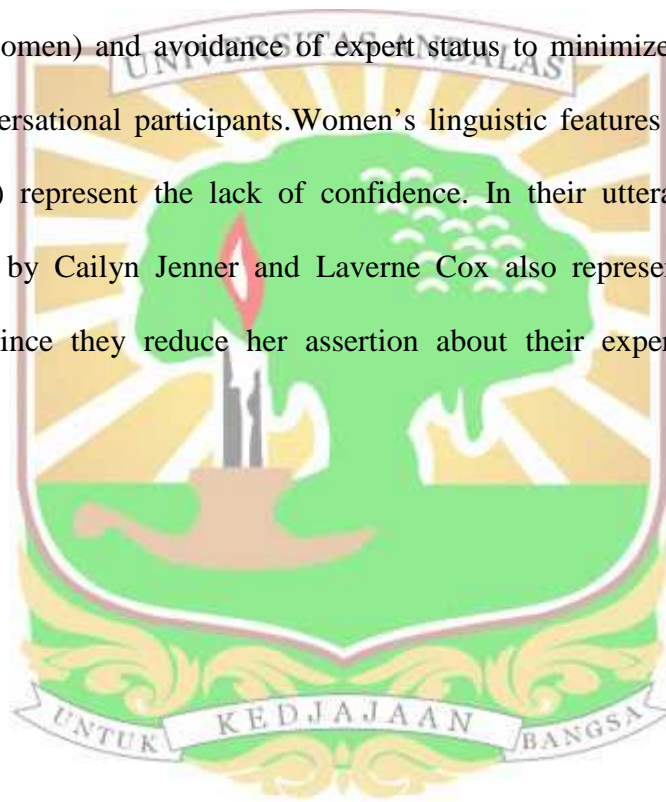 omen) and avoidance of expert status to minimize
UNIVERSITAS ANDALAS
ersational participants.Women's linguistic features
) represent the lack of confidence. In their uttera
by Cailyn Jenner and Laverne Cox also represen
ince they reduce her assertion about their exper
UNTUK KEDJAJAAN BANGSA